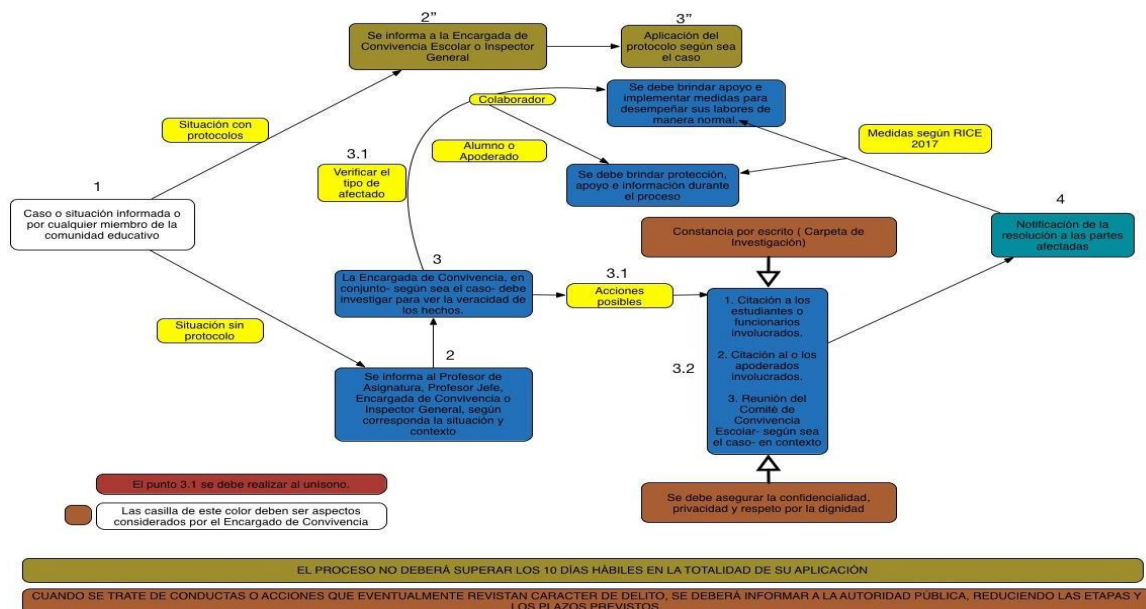 2”
Se informa a la Encargada de
Convivencia Escolar o Inspector
General
3”
Aplicación del
protocolo según sea
el caso
Colaborador
Se debe brindar apoyo e
implementar medidas para
desempeñar sus labores de
manera normal.
Situación con
protocolos
Alumno o
Apoderado
Medidas según RICE
2017
3.1
Verificar el
tipo de
afectado
Se debe brindar protección,
apoyo e información durante
el proceso
1
Caso o situación informada o
por cualquier miembro de la
comunidad educativo
4
Notificación de la
resolución a las partes
afectadas
Constancia por escrito ( Carpeta de
Investigación)
3
La Encargada de Convivencia, en
conjunto- según sea el caso- debe
investigar para ver la veracidad de
los hechos.
3.1
Acciones
posibles
1. Citación a los
estudiantes o
funcionarios
involucrados.
2. Citación al o los
apoderados
involucrados.
3. Reunión del
Comité de
Convivencia
Escolar- según sea
el caso- en contexto
3.2
Situación sin
protocolo
2
Se informa al Profesor de
Asignatura, Profesor Jefe,
Encargada de Convivencia o
Inspector General, según
corresponda la situación y
contexto
El punto 3.1 se debe realizar al unisono.
Las casilla de este color deben ser aspectos
considerados por el Encargado de Convivencia
Se debe asegurar la confidencialidad,
privacidad y respeto por la dignidad
EL PROCESO NO DEBERÁ SUPERAR LOS 10 DÍAS HÁBILES EN LA TOTALIDAD DE SU APLICACIÓN
CUANDO SE TRATE DE CONDUCTAS O ACCIONES QUE EVENTUALMENTE REVISTAN CARACTER DE DELITO, SE DEBERÁ INFORMAR A LA AUTORIDAD PÚBLICA, REDUCIENDO LAS ETAPAS Y
LOS PLAZOS PREVISTOS